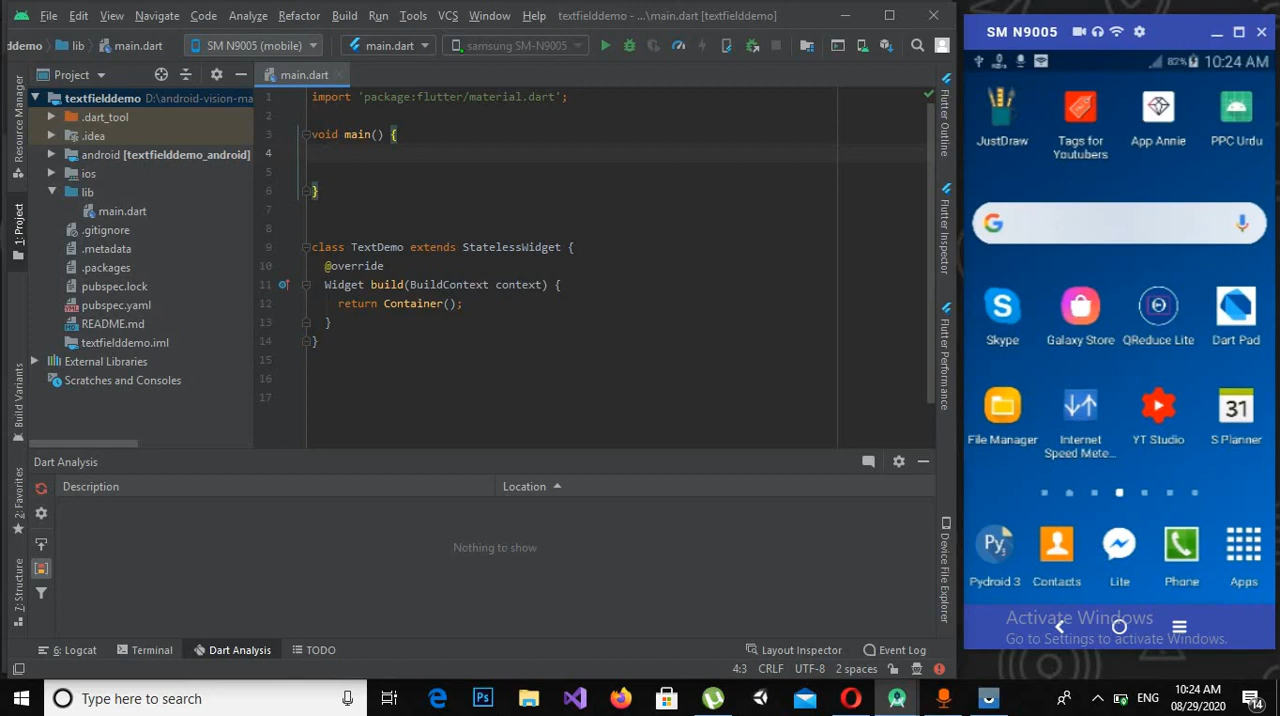 File Edit View Navigate Code Analyze Refactor Build Run Tools VCS Window Help textfielddemo - ...\main.dart [textfielddemo]
ddemo lib main.dart SM N9005 (mobile) main.dart samsung SM-N9005
Project main.dart
textfielddemo D:\android-vision-ma
.dart_tool
.idea
android [textfielddemo_android]
ios
lib
main.dart
.gitignore
.metadata
.packages
pubspec.lock
pubspec.yaml
README.md
textfielddemo.iml
External Libraries
Scratches and Consoles
Resource Manager
1: Project
Build Variants
2: Favorites
7: Structure
1 import 'package:flutter/material.dart';
2
3 void main() {
4
5
6 }
7
8
9 class TextDemo extends StatelessWidget {
10 @override
11 Widget build(BuildContext context) {
12 return Container();
13 }
14 }
15
16
17
Flutter Outline
Flutter Inspector
Flutter Performance
Device File Explorer
Dart Analysis
Description Location
Nothing to show
6: Logcat Terminal Dart Analysis TODO Layout Inspector Event Log
4:3 CRLF UTF-8 2 spaces
SM N9005
82% 10:24 AM
JustDraw Tags for Youtubers App Annie PPC Urdu
Skype Galaxy Store QReduce Lite Dart Pad
File Manager Internet Speed Mete... YT Studio 31 S Planner
Py Pydroid 3 Contacts Lite Phone Apps
Activate Windows
Go to Settings to activate Windows.
Type here to search Ps ENG 10:24 AM
08/29/2020 14